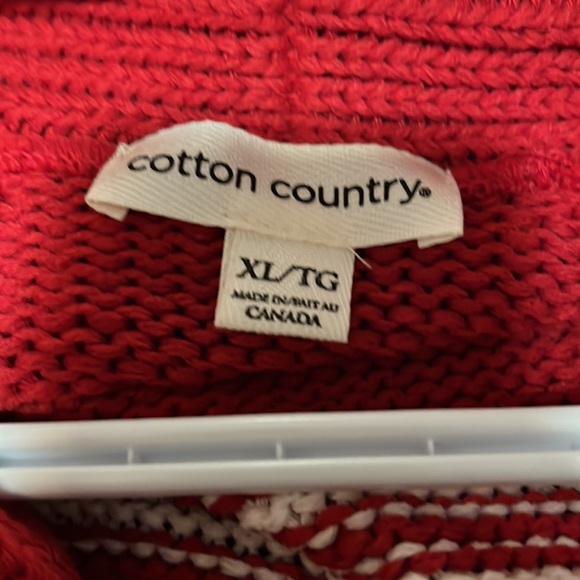 cotton country®
XL/TG
MADE IN/FAIT AU
CANADA